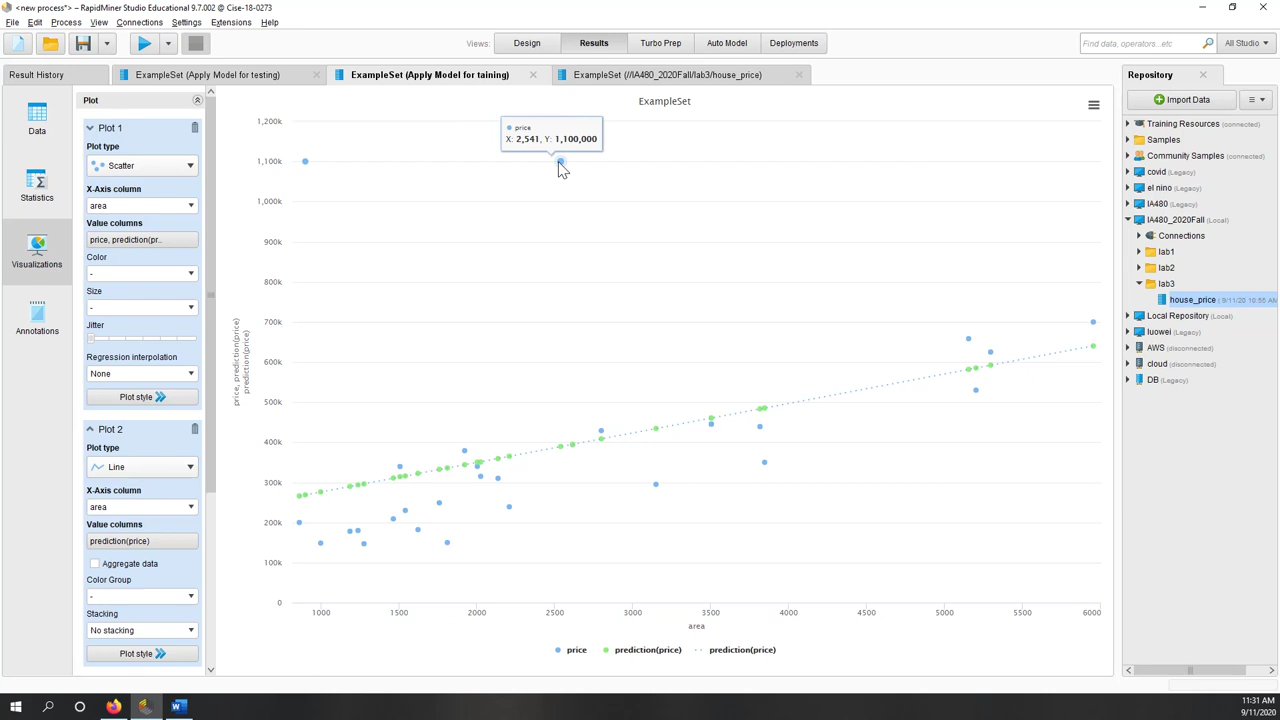 <new process*> – RapidMiner Studio Educational 9.7.002 @ Cise-18-0273
File Edit Process View Connections Settings Extensions Help
Views: Design Results Turbo Prep Auto Model Deployments
Find data, operators...etc All Studio
Result History
ExampleSet (Apply Model for testing)
ExampleSet (Apply Model for taining)
ExampleSet (//IA480_2020Fall/lab3/house_price)
Repository
Data
Statistics
Visualizations
Annotations
Plot
Plot 1
Plot type
Scatter
X-Axis column
area
Value columns
price, prediction(pr..
Color
-
Size
-
Jitter
Regression interpolation
None
Plot style
Plot 2
Plot type
Line
X-Axis column
area
Value columns
prediction(price)
Aggregate data
Color Group
-
Stacking
No stacking
Plot style
ExampleSet
price
X: 2,541, Y: 1,100,000
1,200k
1,100k
1,000k
900k
800k
700k
600k
500k
400k
300k
200k
100k
0
price, prediction(price)
prediction(price)
1000 1500 2000 2500 3000 3500 4000 4500 5000 5500 6000
area
price prediction(price) prediction(price)
Import Data
Training Resources (connected)
Samples
Community Samples (connected)
covid (Legacy)
el nino (Legacy)
IA480 (Legacy)
IA480_2020Fall (Local)
Connections
lab1
lab2
lab3
house_price (9/11/20 10:55 AM
Local Repository (Local)
luowei (Legacy)
AWS (disconnected)
cloud (disconnected)
DB (Legacy)
11:31 AM
9/11/2020